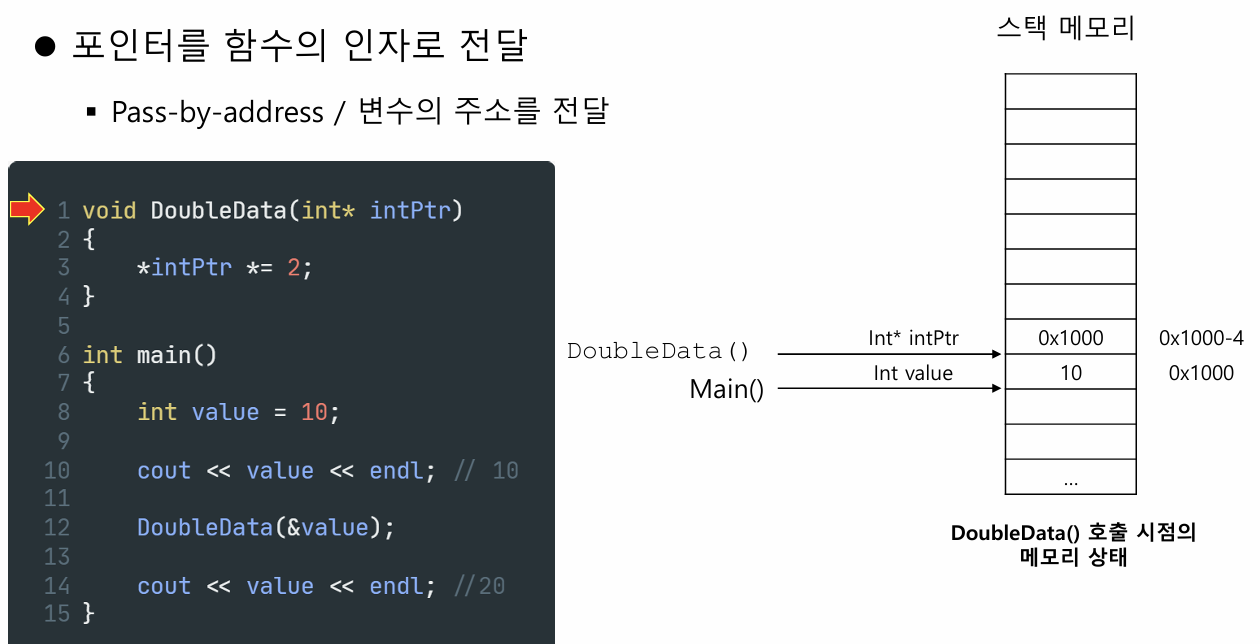 ● 포인터를 함수의 인자로 전달
▪ Pass-by-address / 변수의 주소를 전달
1 void DoubleData(int* intPtr)
2 {
3     *intPtr *= 2;
4 }
5
6 int main()
7 {
8     int value = 10;
9
10     cout << value << endl; // 10
11
12     DoubleData(&value);
13
14     cout << value << endl; //20
15 }
스택 메모리
DoubleData() Int* intPtr 0x1000 0x1000-4
Main() Int value 10 0x1000
...
DoubleData() 호출 시점의
메모리 상태